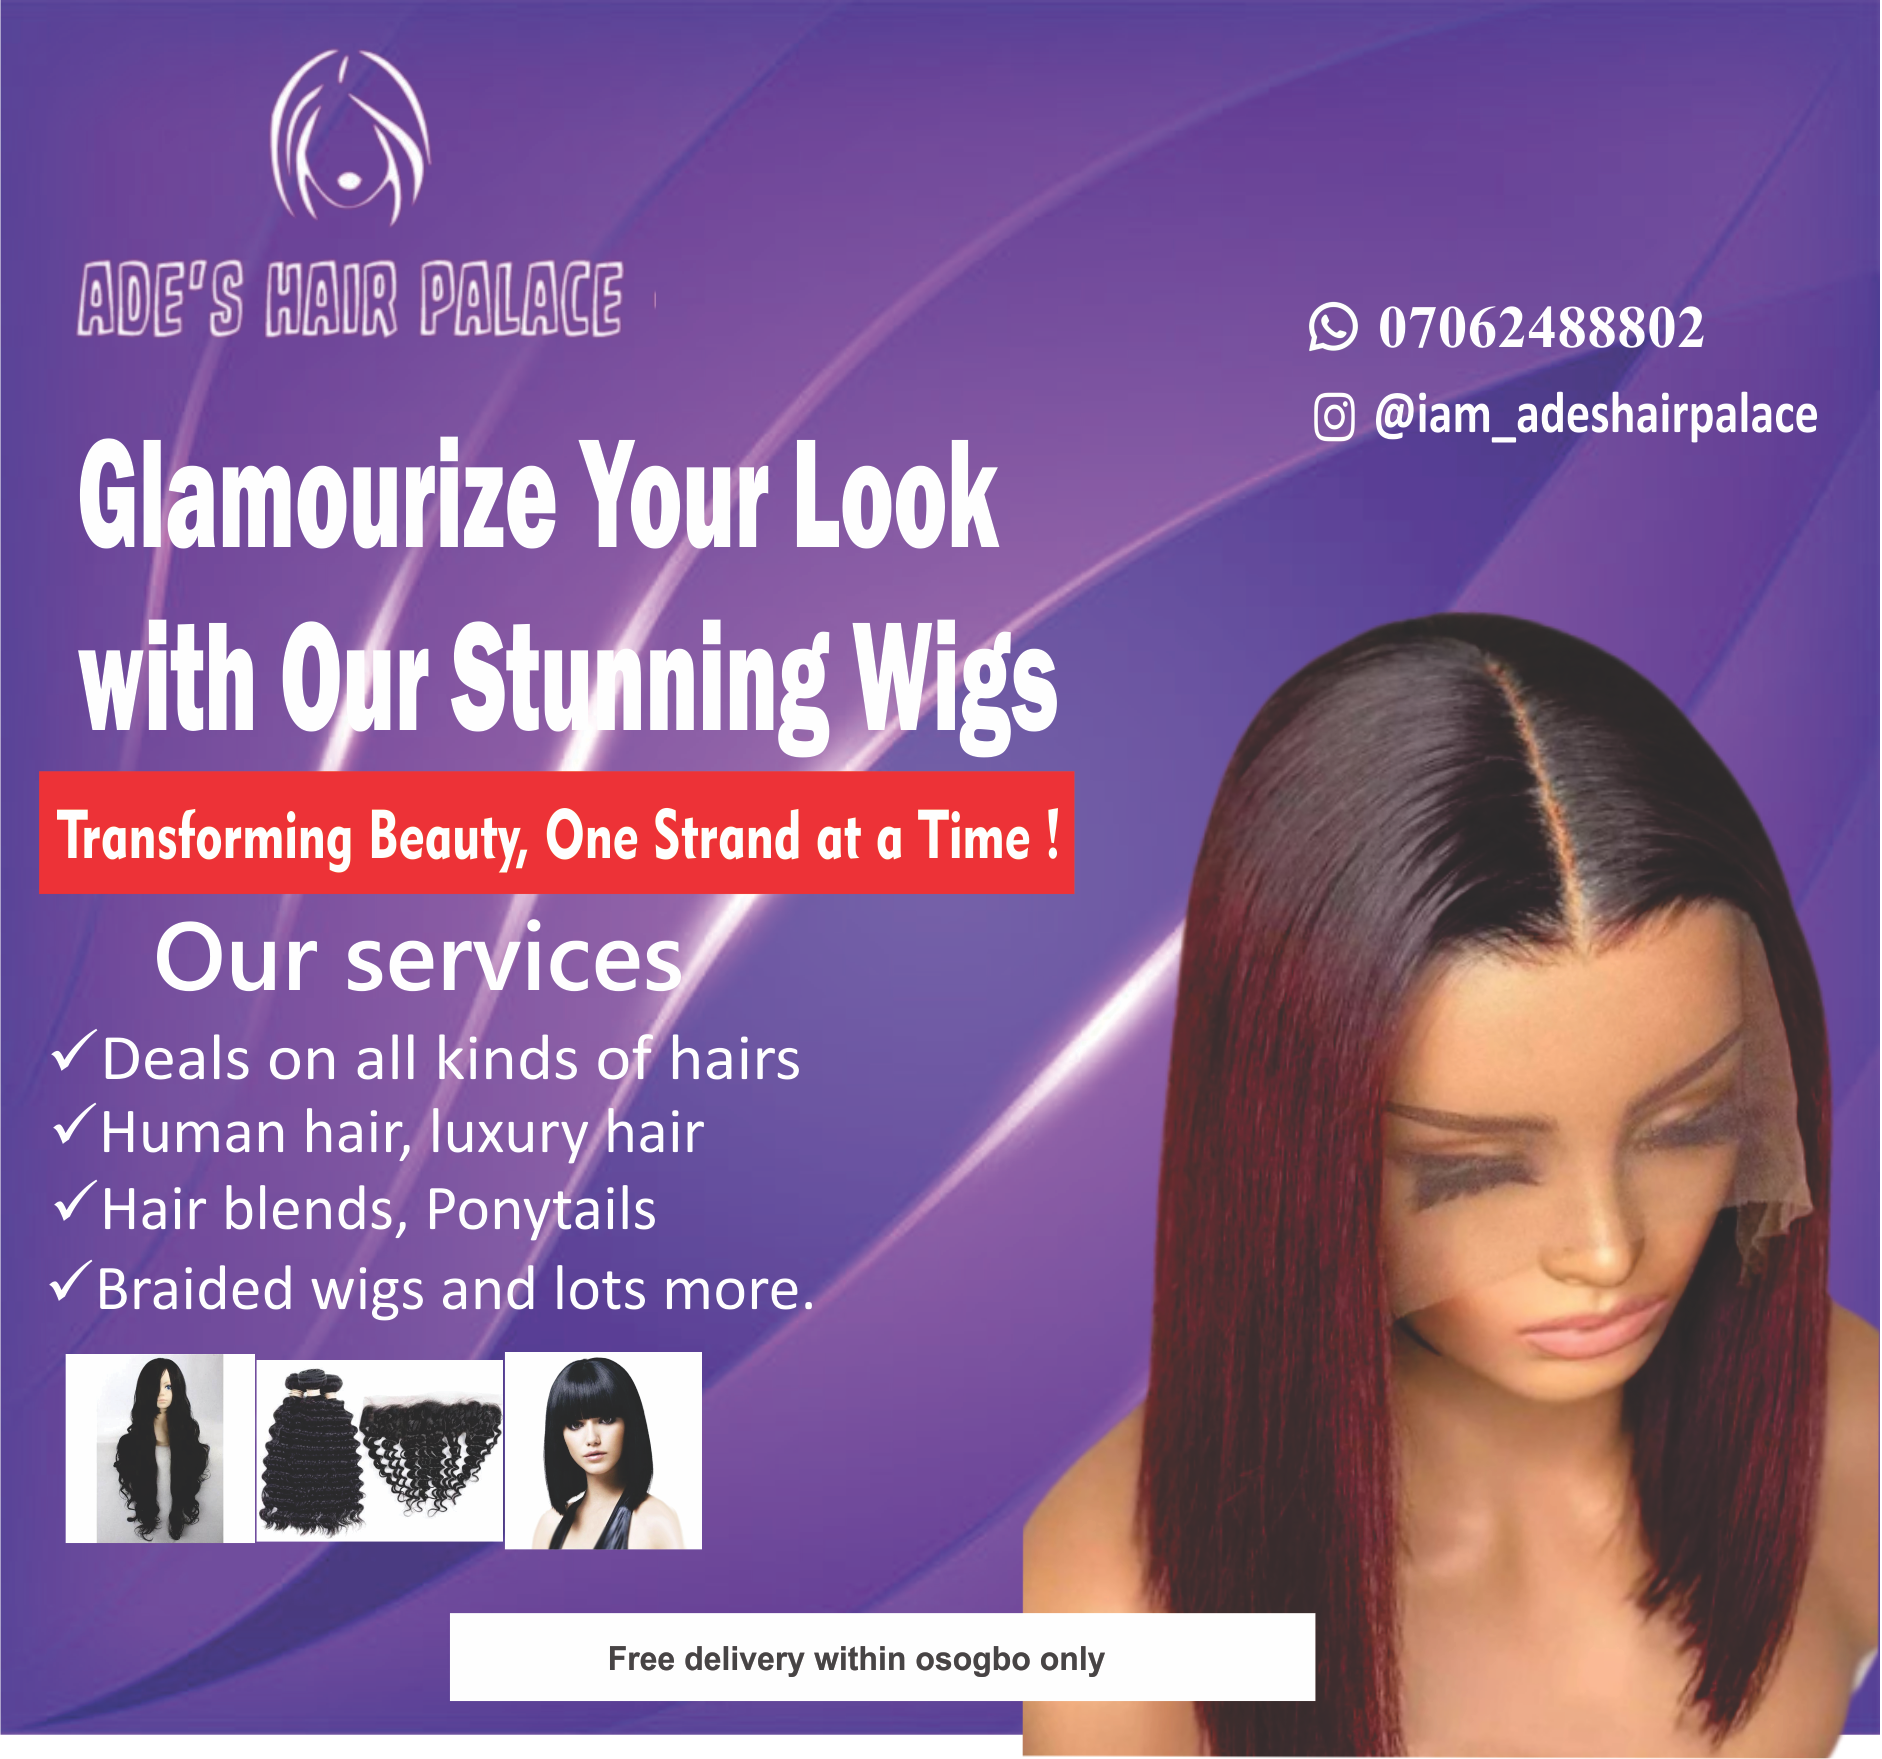 ADE'S HAIR PALACE
07062488802
@iam_adeshairpalace
Glamourize Your Look
with Our Stunning Wigs
Transforming Beauty, One Strand at a Time !
Our services
✓Deals on all kinds of hairs
✓Human hair, luxury hair
✓Hair blends, Ponytails
✓Braided wigs and lots more.
Free delivery within osogbo only